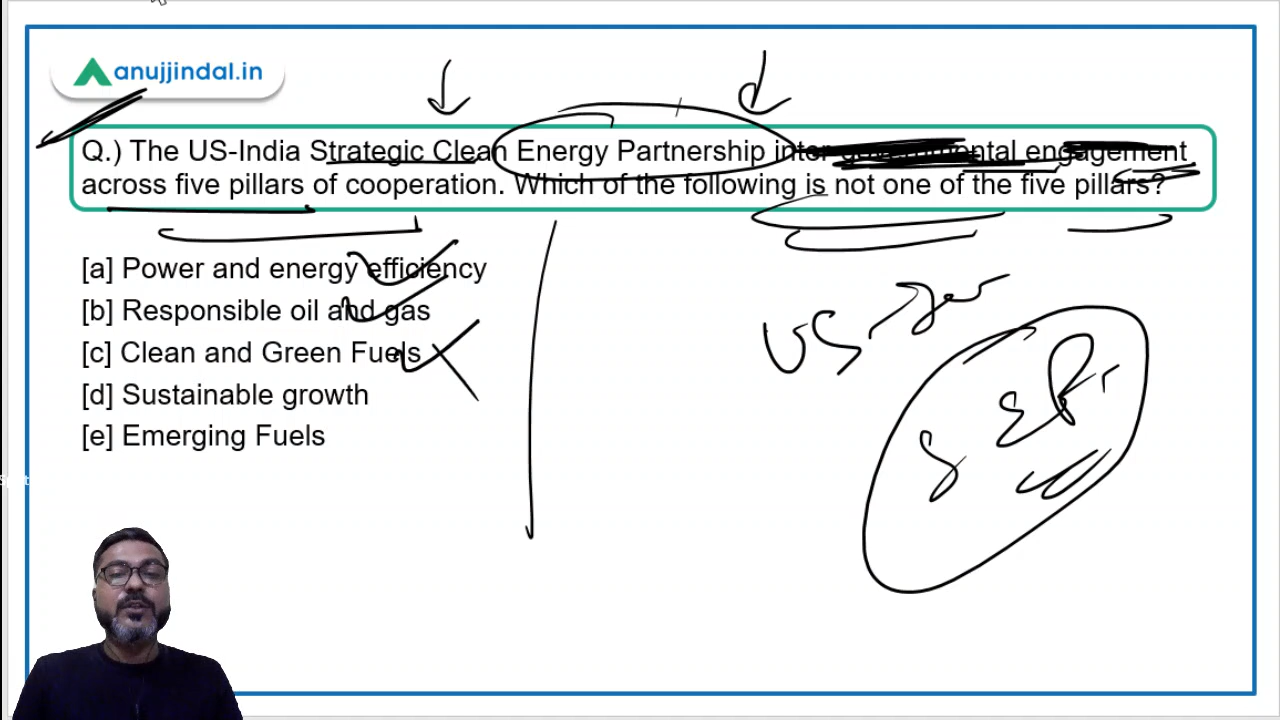 anujjindal.in
Q.) The US-India Strategic Clean Energy Partnership inter-governmental engagement
across five pillars of cooperation. Which of the following is not one of the five pillars?
[a] Power and energy efficiency
[b] Responsible oil and gas
[c] Clean and Green Fuels
[d] Sustainable growth
[e] Emerging Fuels
US